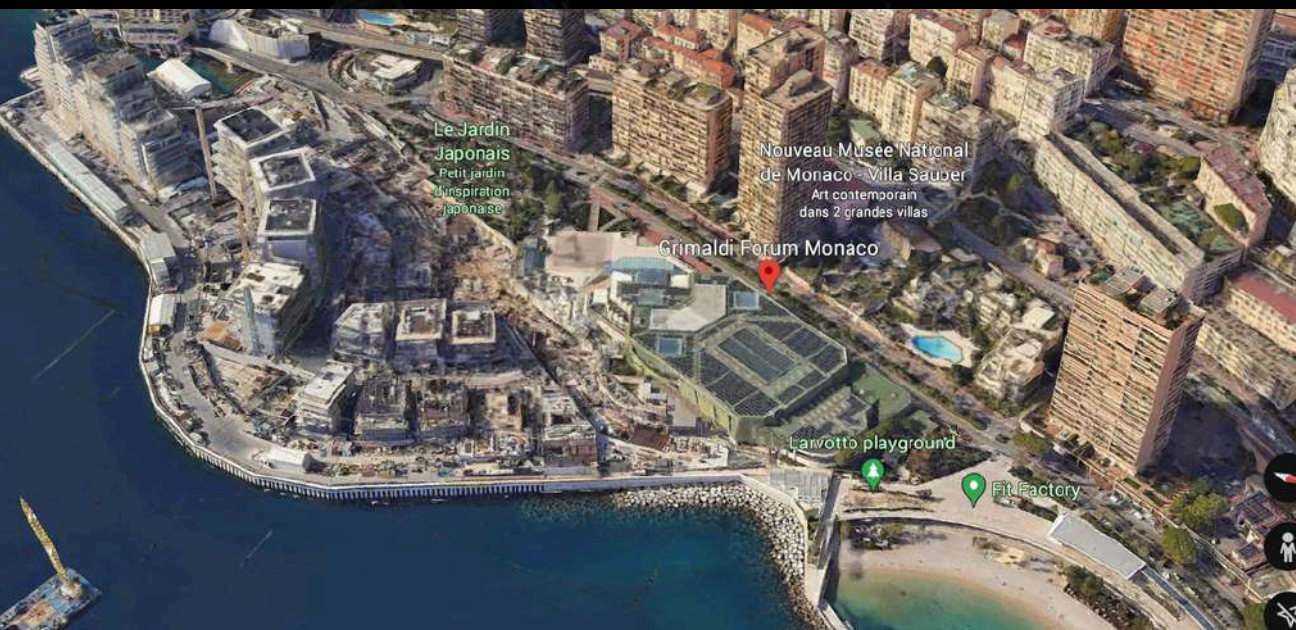 Le Jardin
Japonais
Petit jardin
d'inspiration
japonaise
Nouveau Musée National
de Monaco - Villa Sauber
Art contemporain
dans 2 grandes villas
Grimaldi Forum Monaco
Larvotto playground
Fit Factory